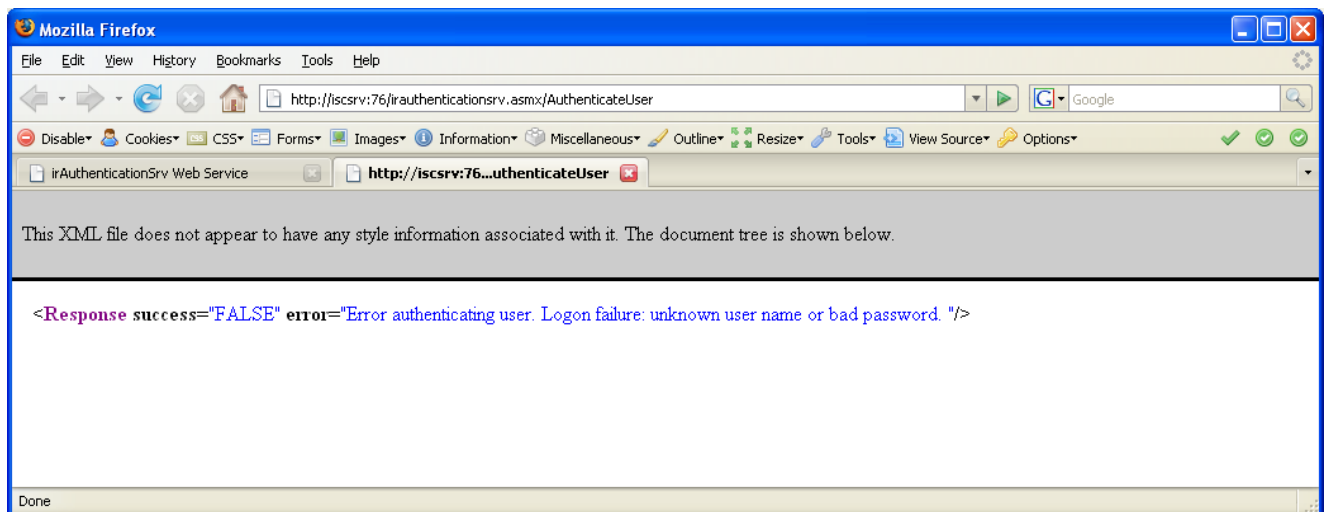 Mozilla Firefox
File Edit View History Bookmarks Tools Help
http://iscsrv:76/irauthenticationsrv.asmx/AuthenticateUser
G Google
Disable Cookies CSS Forms Images Information Miscellaneous Outline Resize Tools View Source Options
irAuthenticationSrv Web Service http://iscsrv:76...uthenticateUser
This XML file does not appear to have any style information associated with it. The document tree is shown below.
<Response success="FALSE" error="Error authenticating user. Logon failure: unknown user name or bad password. "/>
Done